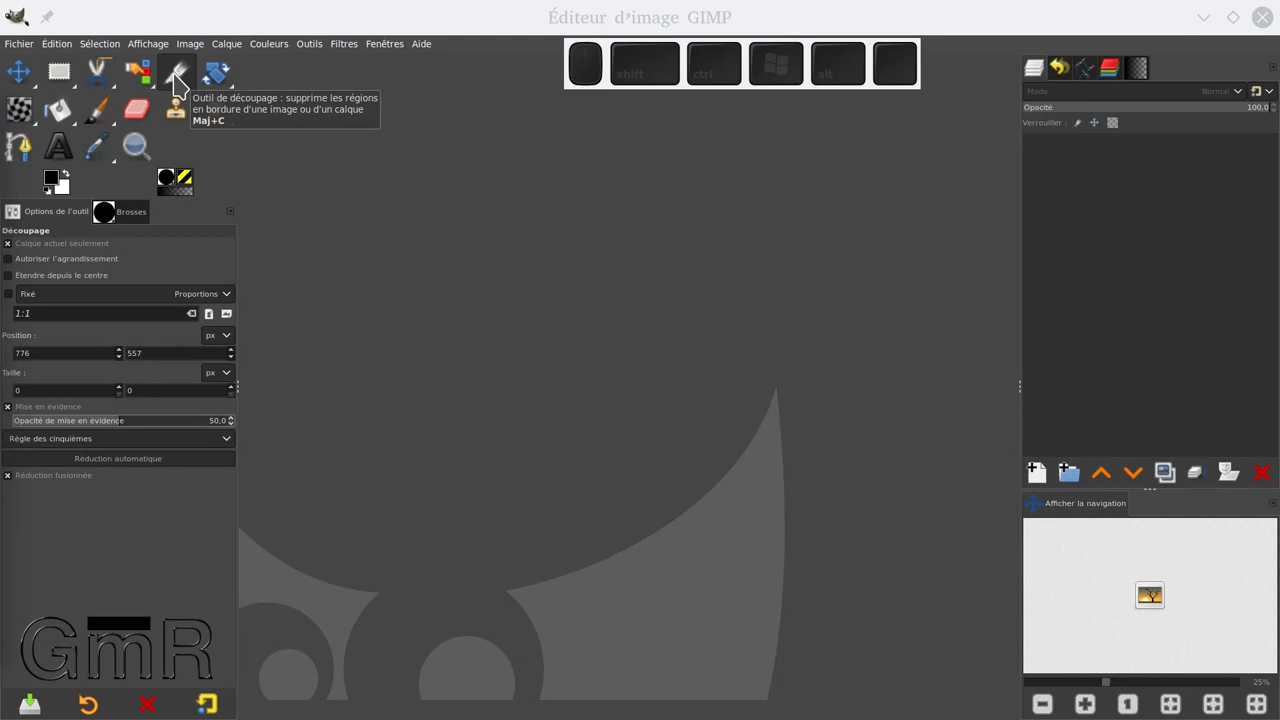 Éditeur d'image GIMP
Fichier Édition Sélection Affichage Image Calque Couleurs Outils Filtres Fenêtres Aide
shift ctrl alt
Outil de découpage : supprime les régions
en bordure d'une image ou d'un calque
Maj+C
Mode Normal
Opacité 100,0
Verrouiller :
Options de l'outil Brosses
Découpage
Calque actuel seulement
Autoriser l'agrandissement
Étendre depuis le centre
Fixé Proportions
1:1
Position : px
776 557
Taille : px
0 0
Mise en évidence
Opacité de mise en évidence 50,0
Règle des cinquièmes
Réduction automatique
Réduction fusionnée
Afficher la navigation
GmR
25%